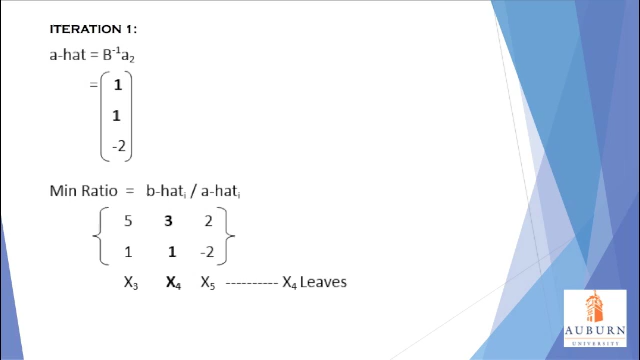 ITERATION 1:
a-hat = B⁻¹a₂
= 1
1
-2
Min Ratio = b-hatᵢ / a-hatᵢ
5 3 2
1 1 -2
X₃ X₄ X₅ ---------- X₄ Leaves
AUBURN
UNIVERSITY